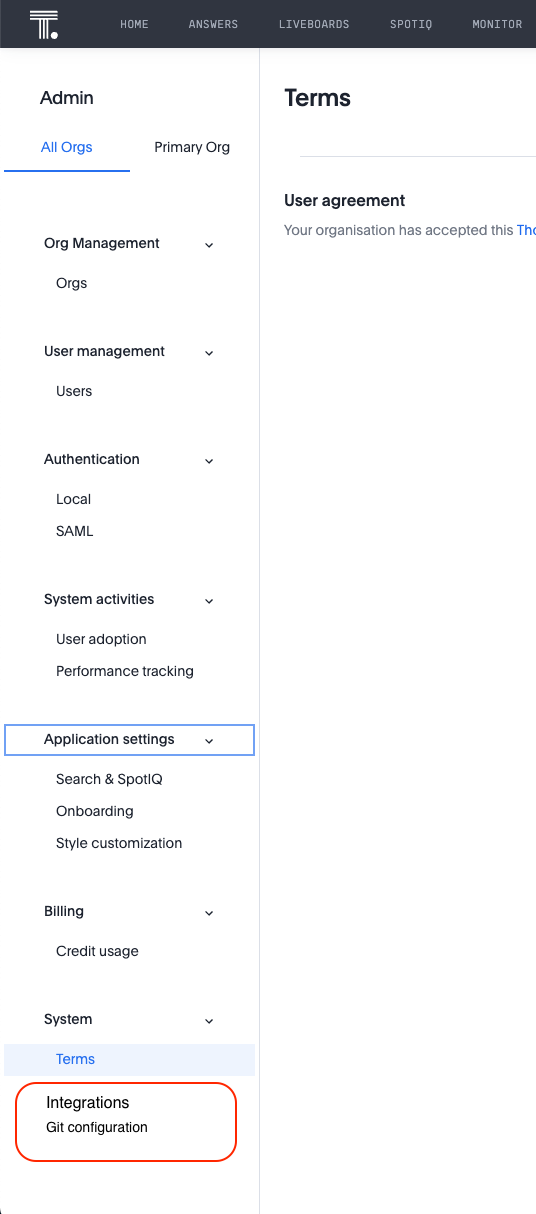 HOME ANSWERS LIVEBOARDS SPOTIQ MONITOR
Admin
All Orgs Primary Org
Org Management
Orgs
User management
Users
Authentication
Local
SAML
System activities
User adoption
Performance tracking
Application settings
Search & SpotIQ
Onboarding
Style customization
Billing
Credit usage
System
Terms
Integrations
Git configuration
Terms
User agreement
Your organisation has accepted this